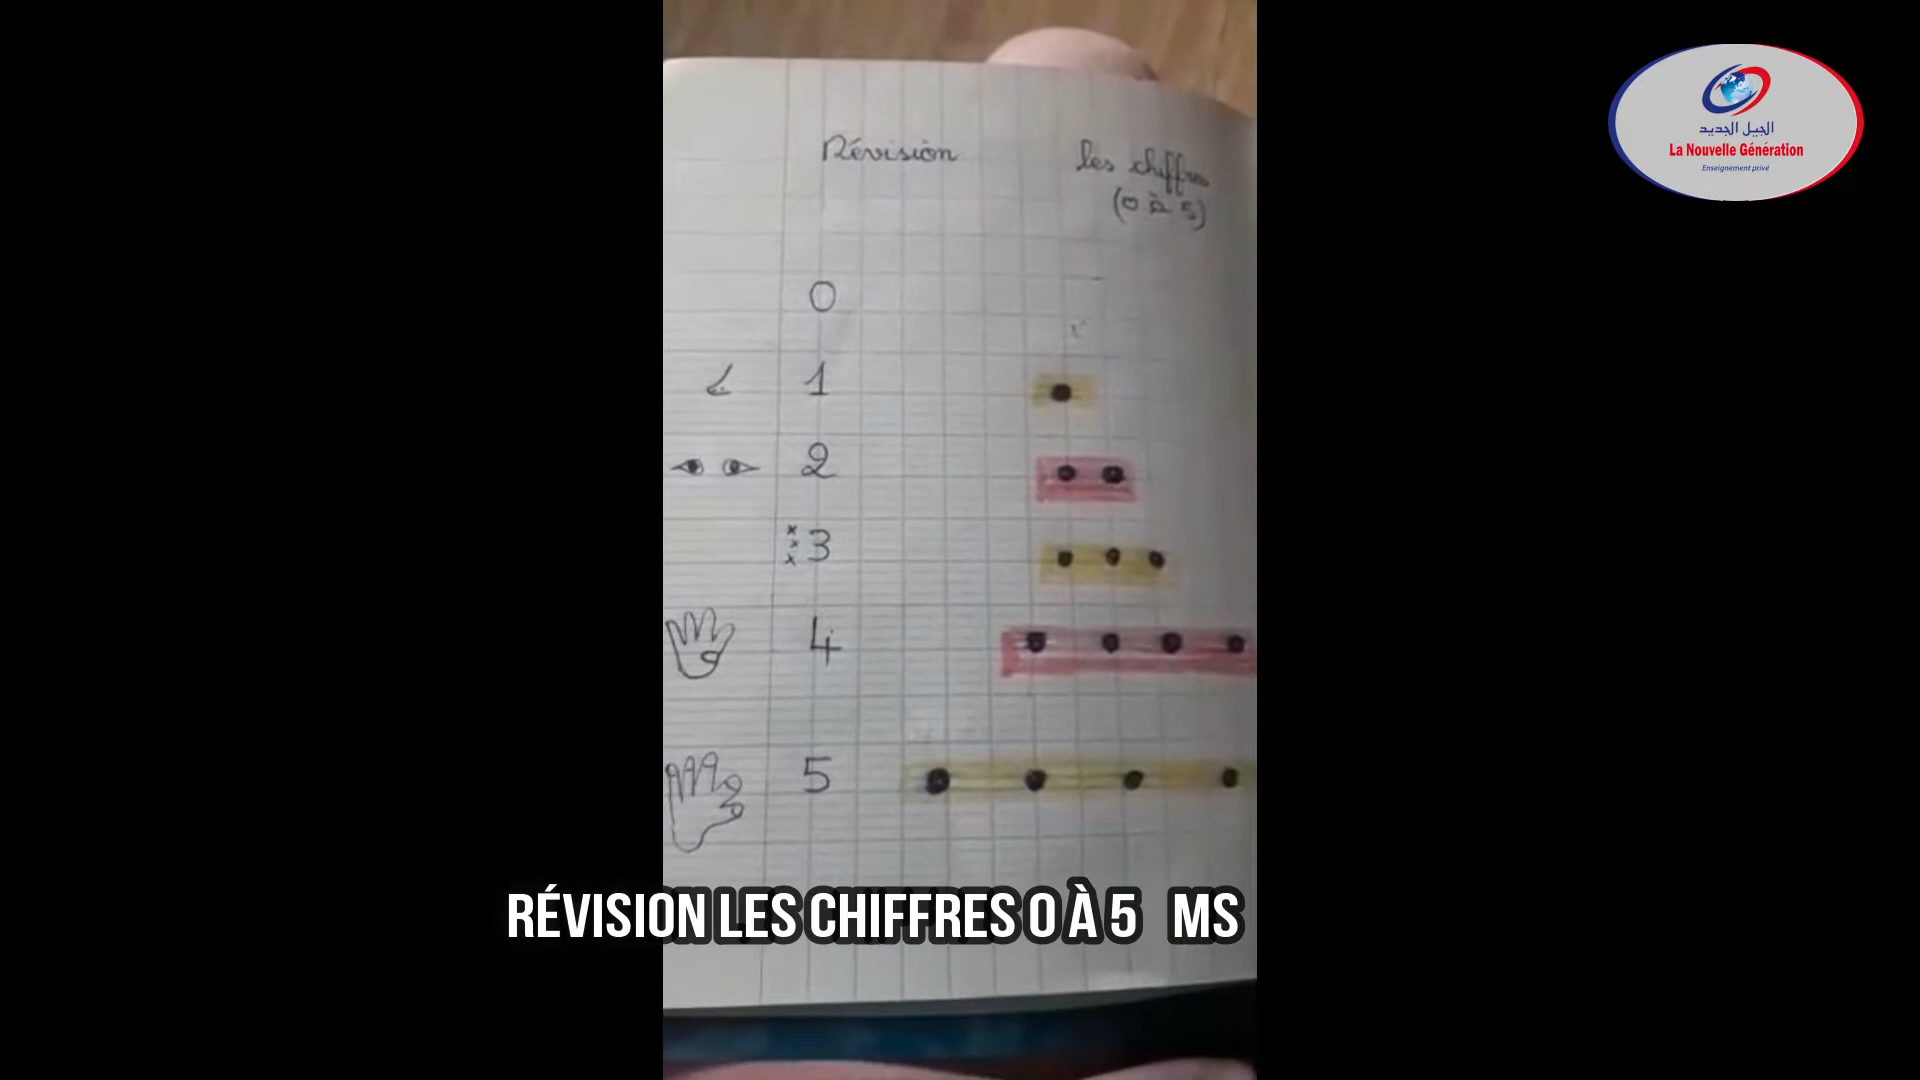 Révision les chiffres
(0 à 5)
0
1
2
3
4
5
RÉVISION LES CHIFFRES 0 À 5 MS
الجيل الجديد
La Nouvelle Génération
Enseignement privé